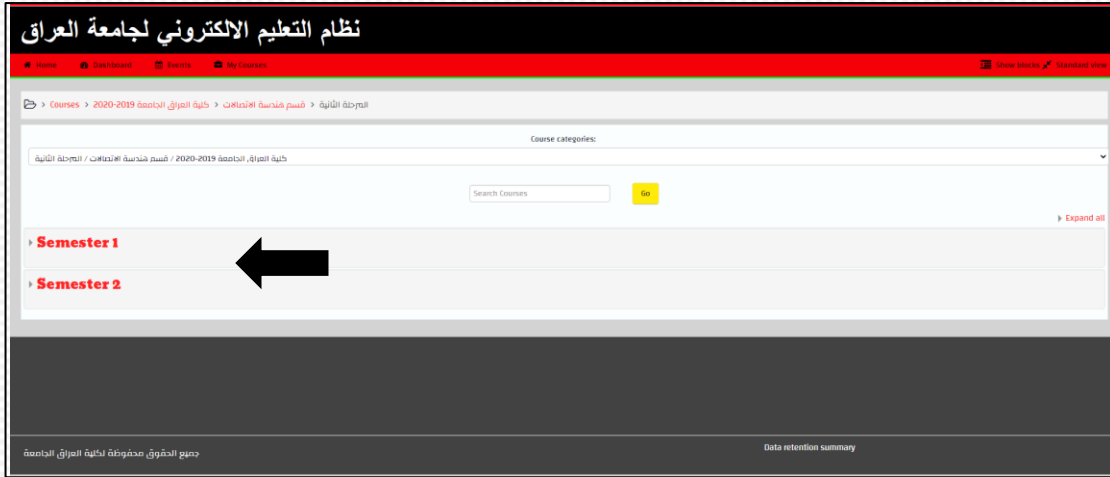 نظام التعليم الالكتروني لجامعة العراق
Home Dashboard Events My Courses Show blocks Standard view
Courses > كلية العراق الجامعة 2019-2020 > قسم هندسة الاتصالات > المرحلة الثانية
Course categories:
كلية العراق الجامعة 2019-2020 / قسم هندسة الاتصالات / المرحلة الثانية
Search Courses Go
Expand all
Semester 1
Semester 2
Data retention summary
جميع الحقوق محفوظة لكلية العراق الجامعة